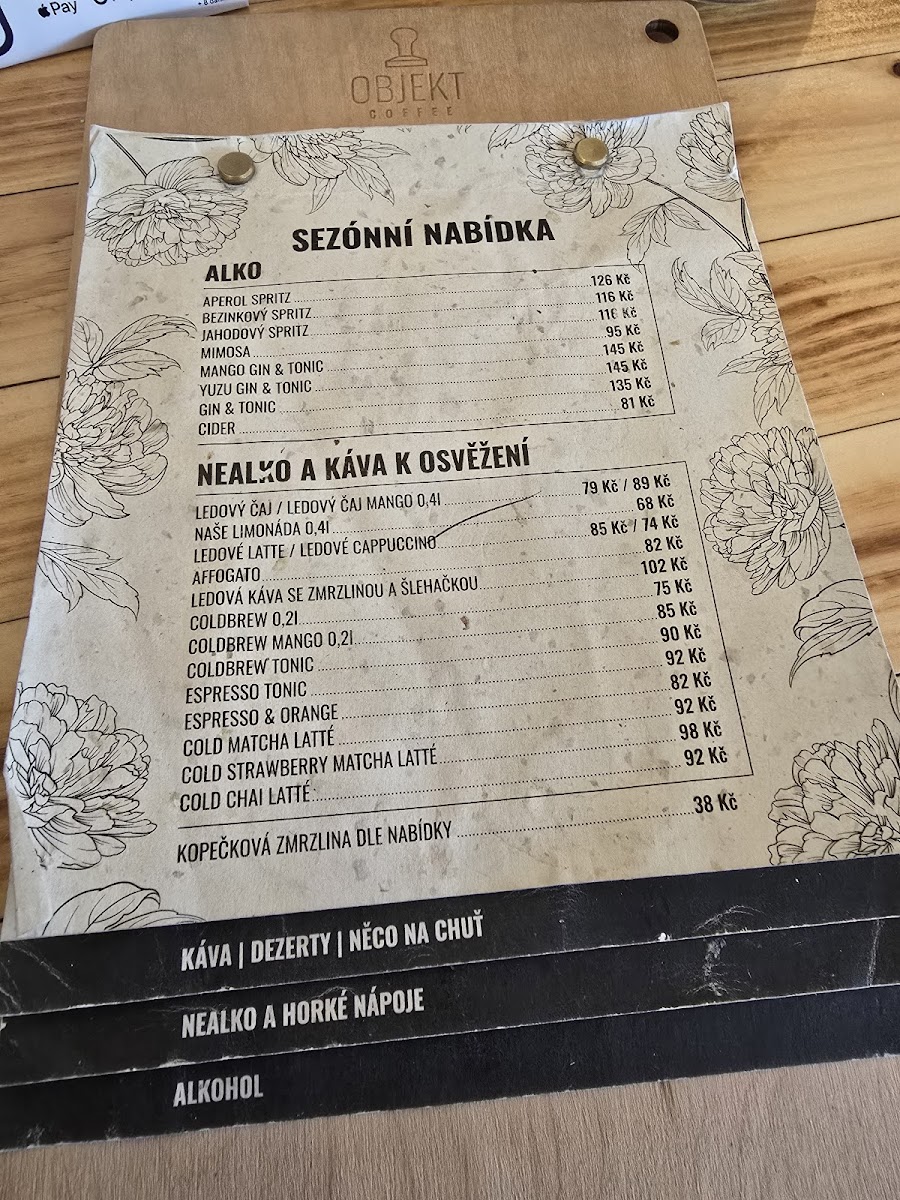 Pay
OBJEKT
COFFEE
SEZÓNNÍ NABÍDKA
ALKO
APEROL SPRITZ 126 Kč
BEZINKOVÝ SPRITZ 116 Kč
JAHODOVÝ SPRITZ 116 Kč
MIMOSA 95 Kč
MANGO GIN & TONIC 145 Kč
YUZU GIN & TONIC 145 Kč
GIN & TONIC 135 Kč
CIDER 81 Kč
NEALKO A KÁVA K OSVĚŽENÍ
LEDOVÝ ČAJ / LEDOVÝ ČAJ MANGO 0,4l 79 Kč / 89 Kč
NAŠE LIMONÁDA 0,4l 68 Kč
LEDOVÉ LATTE / LEDOVÉ CAPPUCCINO 85 Kč / 74 Kč
AFFOGATO 82 Kč
LEDOVÁ KÁVA SE ZMRZLINOU A ŠLEHAČKOU 102 Kč
COLDBREW 0,2l 75 Kč
COLDBREW MANGO 0,2l 85 Kč
COLDBREW TONIC 90 Kč
ESPRESSO TONIC 92 Kč
ESPRESSO & ORANGE 82 Kč
COLD MATCHA LATTÉ 92 Kč
COLD STRAWBERRY MATCHA LATTÉ 98 Kč
COLD CHAI LATTÉ 92 Kč
KOPEČKOVÁ ZMRZLINA DLE NABÍDKY 38 Kč
KÁVA | DEZERTY | NĚCO NA CHUŤ
NEALKO A HORKÉ NÁPOJE
ALKOHOL